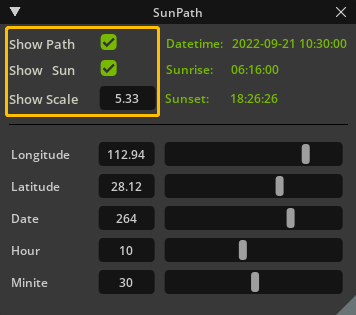 SunPath
Show Path Datetime: 2022-09-21 10:30:00
Show Sun Sunrise: 06:16:00
Show Scale 5.33 Sunset: 18:26:26
Longitude 112.94
Latitude 28.12
Date 264
Hour 10
Minite 30